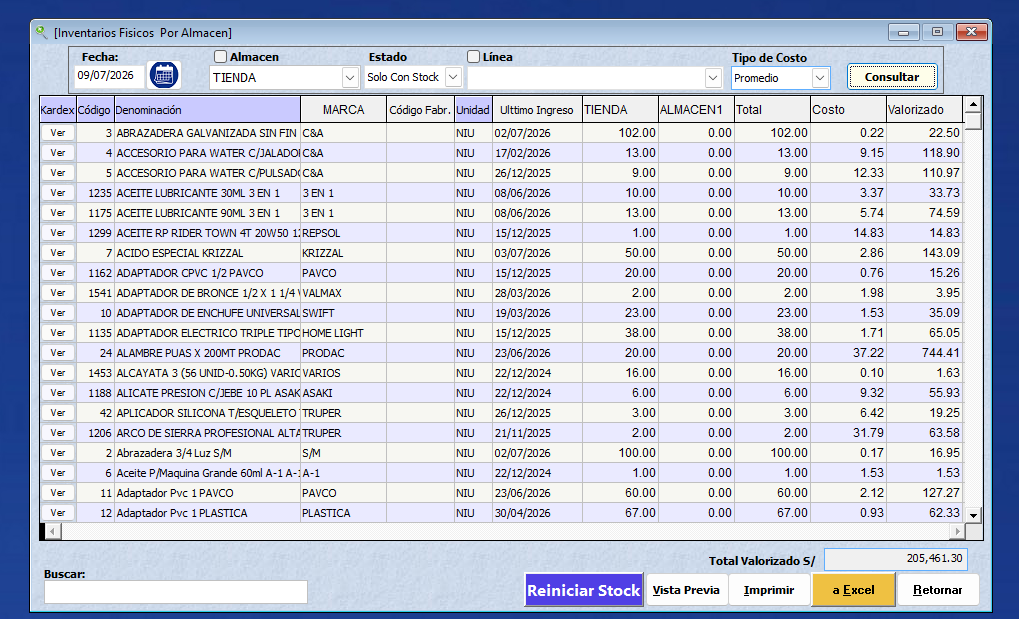 [Inventarios Fisicos Por Almacen]
Fecha: Almacen Estado Línea Tipo de Costo
09/07/2026 TIENDA Solo Con Stock Promedio Consultar
Kardex Código Denominación MARCA Código Fabr. Unidad Ulttimo Ingreso TIENDA ALMACEN1 Total Costo Valorizado
Ver 3 ABRAZADERA GALVANIZADA SIN FIN C&A NIU 02/07/2026 102.00 0.00 102.00 0.22 22.50
Ver 4 ACCESORIO PARA WATER C/JALADO C&A NIU 17/02/2026 13.00 0.00 13.00 9.15 118.90
Ver 5 ACCESORIO PARA WATER C/PULSAD C&A NIU 26/12/2025 9.00 0.00 9.00 12.33 110.97
Ver 1235 ACEITE LUBRICANTE 30ML 3 EN 1 3 EN 1 NIU 08/06/2026 10.00 0.00 10.00 3.37 33.73
Ver 1175 ACEITE LUBRICANTE 90ML 3 EN 1 3 EN 1 NIU 08/06/2026 13.00 0.00 13.00 5.74 74.59
Ver 1299 ACEITE RP RIDER TOWN 4T 20W50 1 REPSOL NIU 15/12/2025 1.00 0.00 1.00 14.83 14.83
Ver 7 ACIDO ESPECIAL KRIZZAL KRIZZAL NIU 03/07/2026 50.00 0.00 50.00 2.86 143.09
Ver 1162 ADAPTADOR CPVC 1/2 PAVCO PAVCO NIU 15/12/2025 20.00 0.00 20.00 0.76 15.26
Ver 1541 ADAPTADOR DE BRONCE 1/2 X 1 1/4 VALMAX NIU 28/03/2026 2.00 0.00 2.00 1.98 3.95
Ver 10 ADAPTADOR DE ENCHUFE UNIVERSAL SWIFT NIU 19/03/2026 23.00 0.00 23.00 1.53 35.09
Ver 1135 ADAPTADOR ELECTRICO TRIPLE TIPO HOME LIGHT NIU 15/12/2025 38.00 0.00 38.00 1.71 65.05
Ver 24 ALAMBRE PUAS X 200MT PRODAC PRODAC NIU 23/06/2026 20.00 0.00 20.00 37.22 744.41
Ver 1453 ALCAYATA 3 (56 UNID-0.50KG) VARIO VARIOS NIU 22/12/2024 16.00 0.00 16.00 0.10 1.63
Ver 1188 ALICATE PRESION C/JEBE 10 PL ASAK ASAKI NIU 22/12/2024 6.00 0.00 6.00 9.32 55.93
Ver 42 APLICADOR SILICONA T/ESQUELETO TRUPER NIU 26/12/2025 3.00 0.00 3.00 6.42 19.25
Ver 1206 ARCO DE SIERRA PROFESIONAL ALTA TRUPER NIU 21/11/2025 2.00 0.00 2.00 31.79 63.58
Ver 2 Abrazadera 3/4 Luz S/M S/M NIU 02/07/2026 100.00 0.00 100.00 0.17 16.95
Ver 6 Aceite P/Maquina Grande 60ml A-1 A- A-1 NIU 22/12/2024 1.00 0.00 1.00 1.53 1.53
Ver 11 Adaptador Pvc 1 PAVCO PAVCO NIU 23/06/2026 60.00 0.00 60.00 2.12 127.27
Ver 12 Adaptador Pvc 1 PLASTICA PLASTICA NIU 30/04/2026 67.00 0.00 67.00 0.93 62.33
Total Valorizado S/ 205,461.30
Buscar:
Reiniciar Stock Vista Previa Imprimir a Excel Retornar